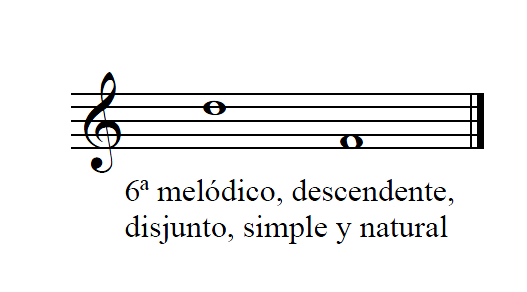 6ª melódico, descendente,
disjunto, simple y natural